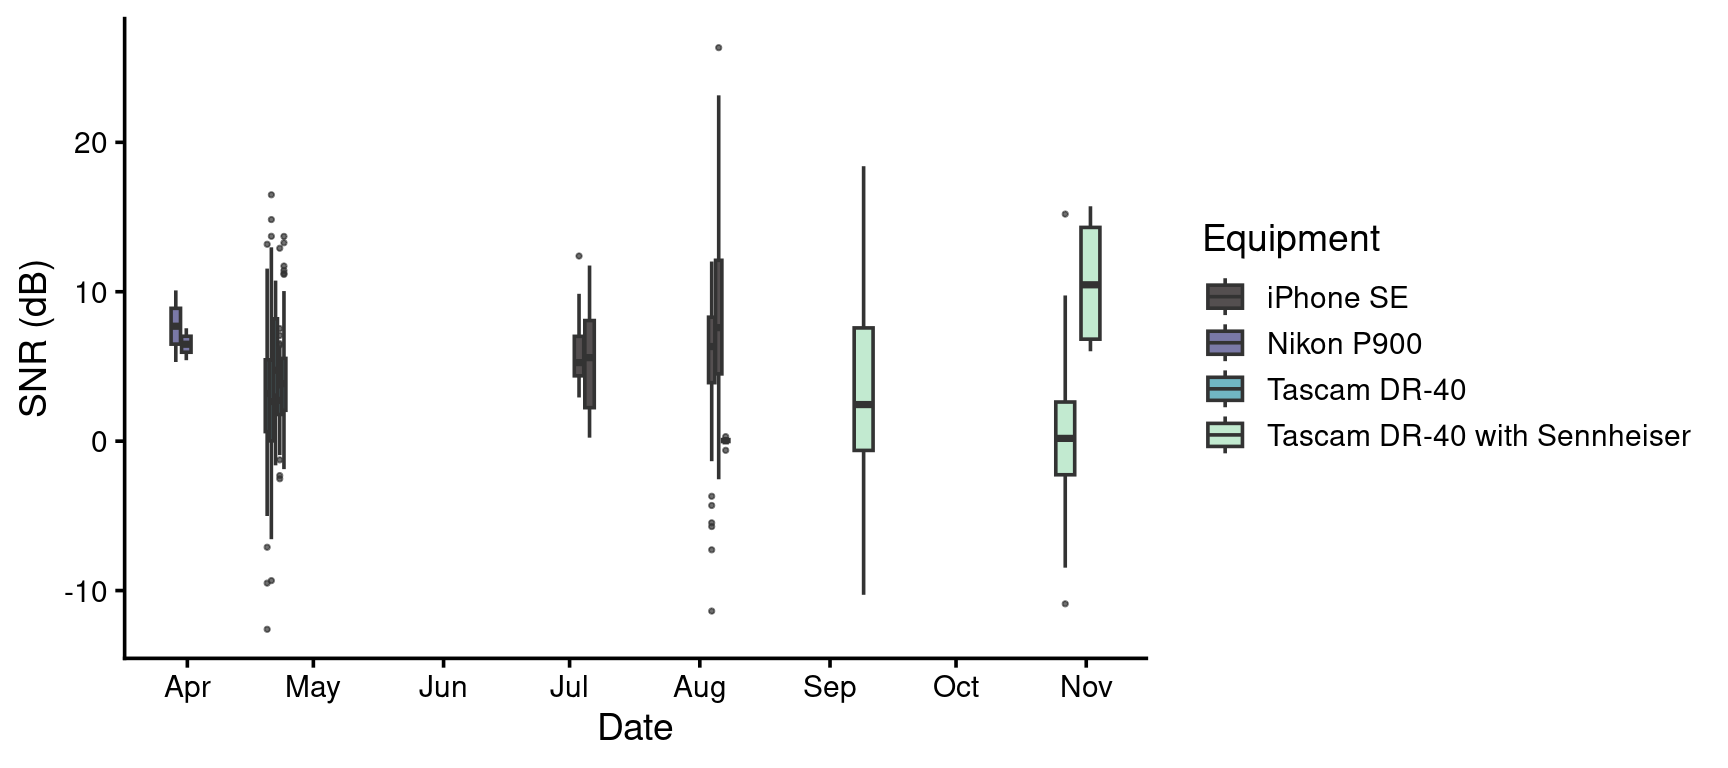 20
10
0
-10
SNR (dB)
Apr May Jun Jul Aug Sep Oct Nov
Date
Equipment
iPhone SE
Nikon P900
Tascam DR-40
Tascam DR-40 with Sennheiser